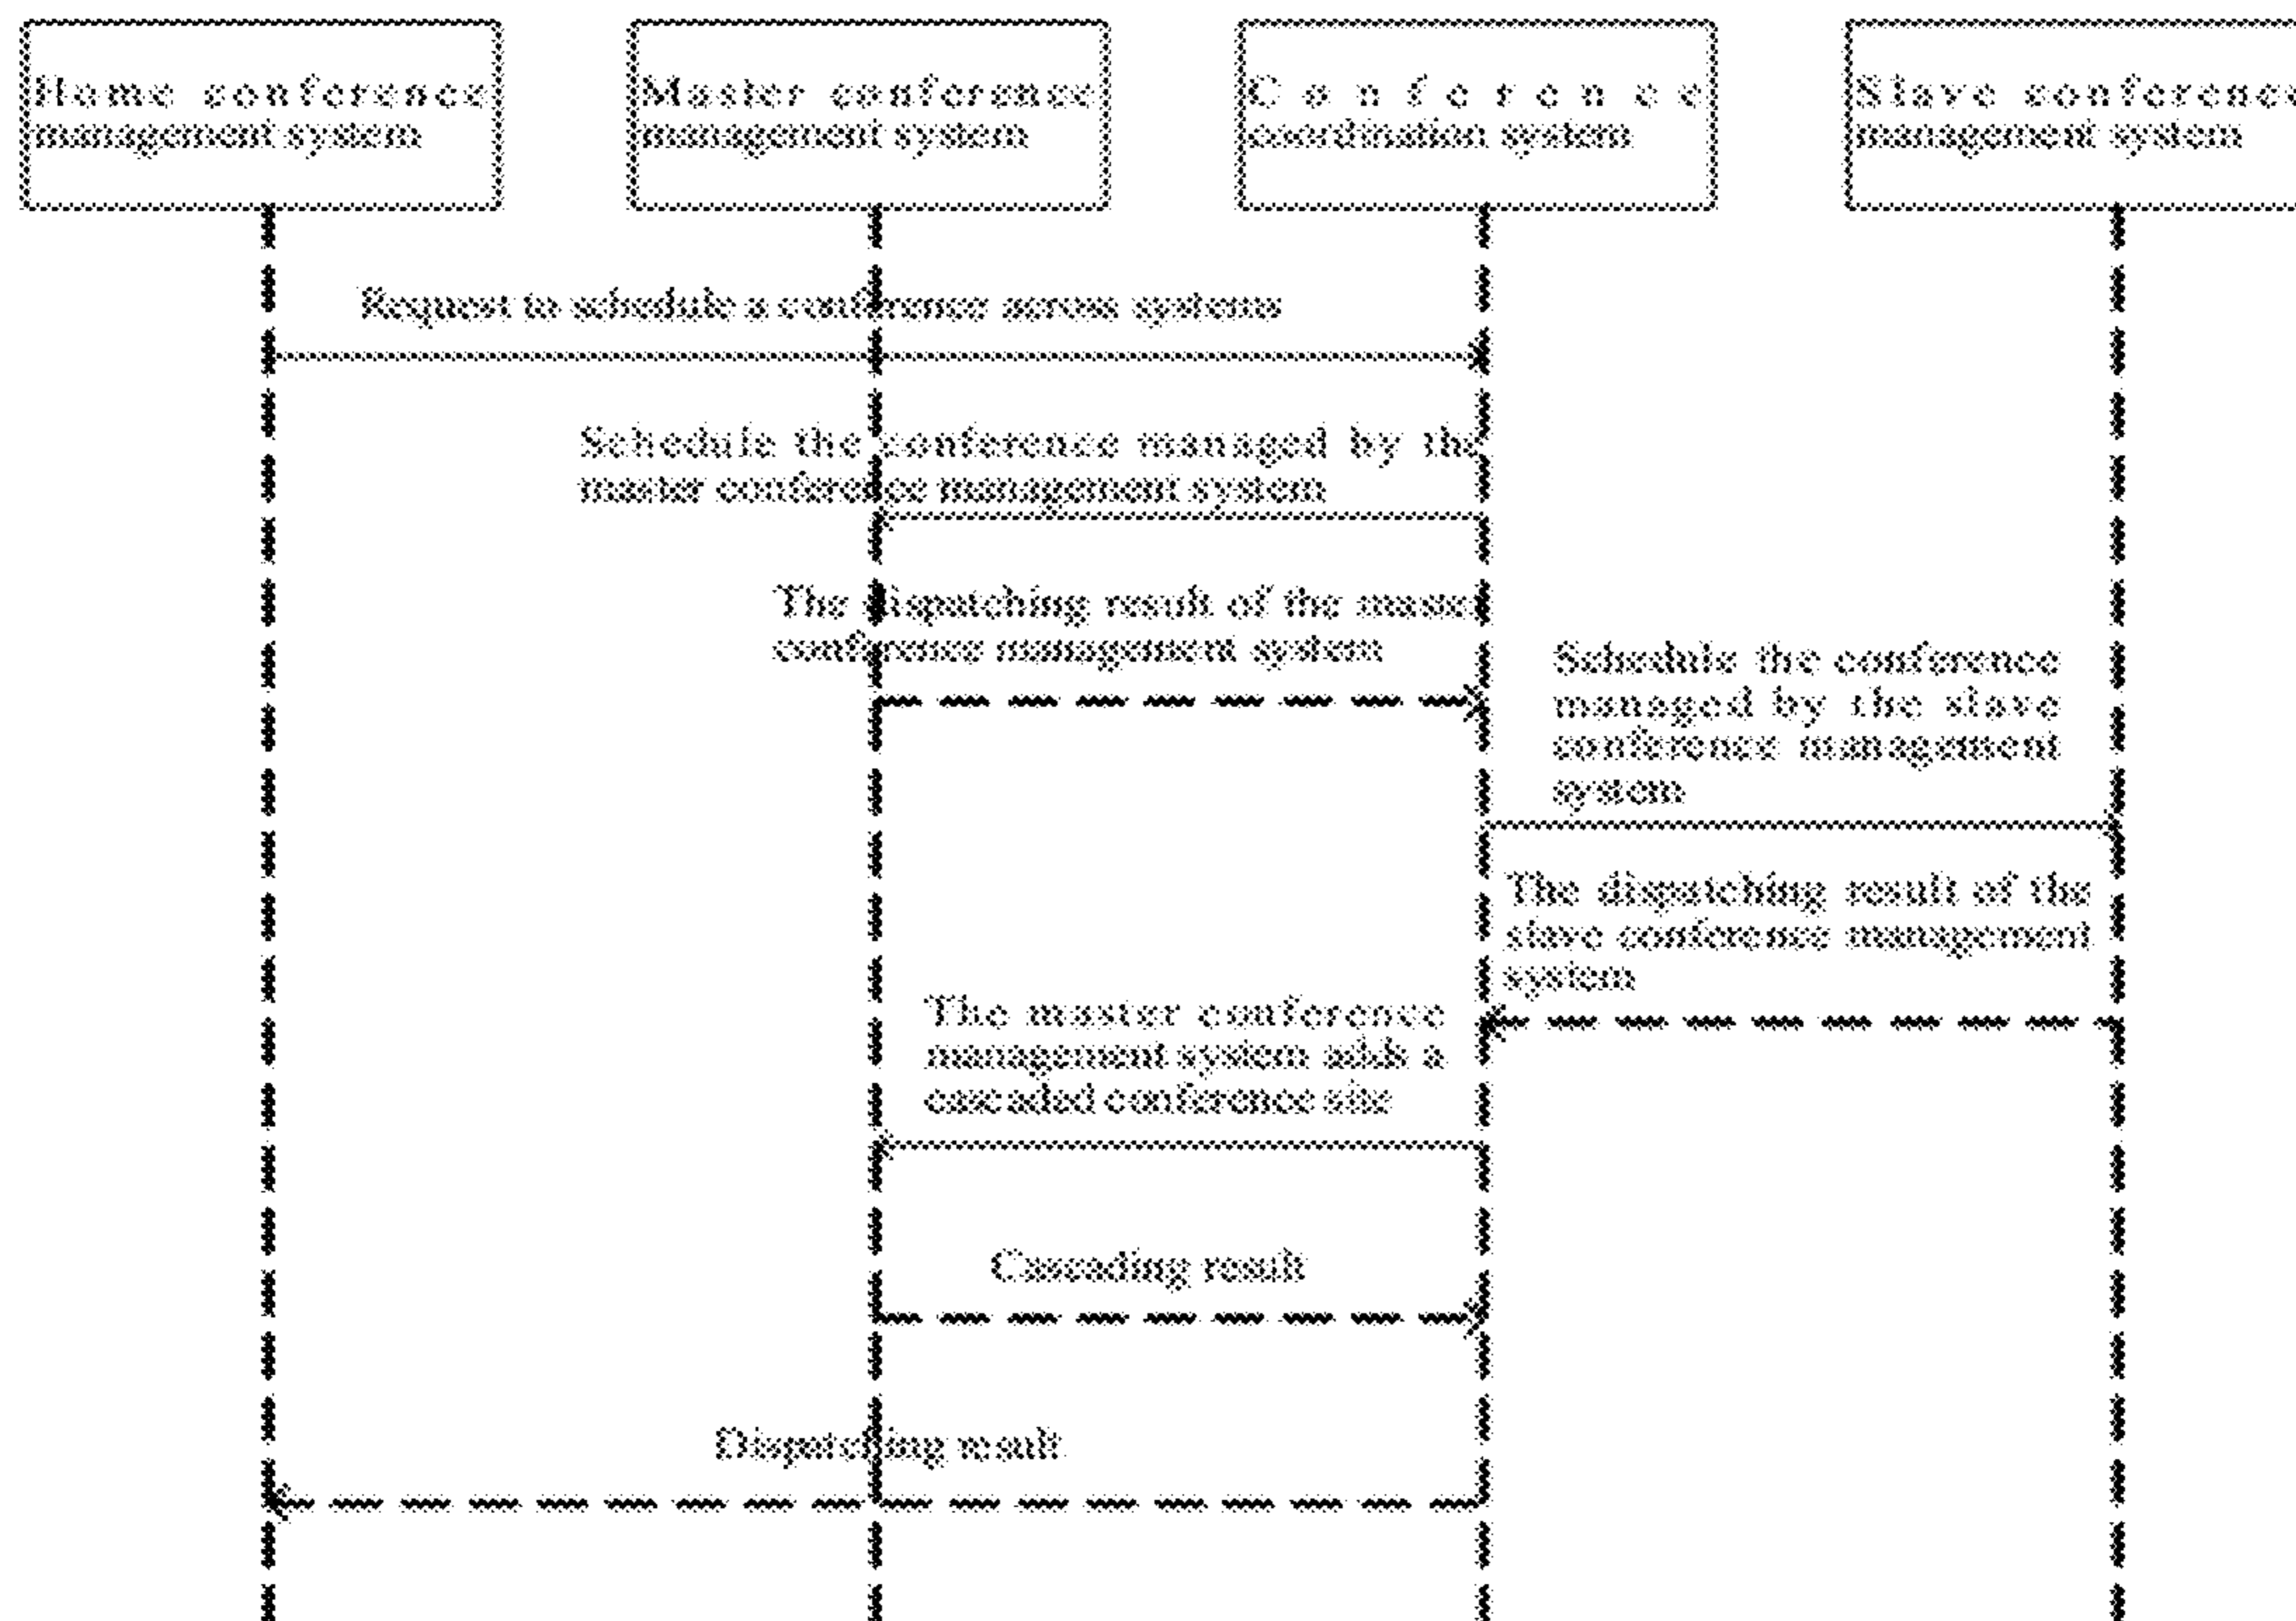 Home conference
management system
Master conference
management system
Conference
coordination system
Slave conference
management system
Request to schedule a conference across systems
Schedule the conference managed by the
master conference management system
The dispatching result of the master
conference management system
Schedule the conference
managed by the slave
conference management
system
The dispatching result of the
slave conference management
system
The master conference
management system adds a
cascaded conference site
Cascading result
Dispatching result